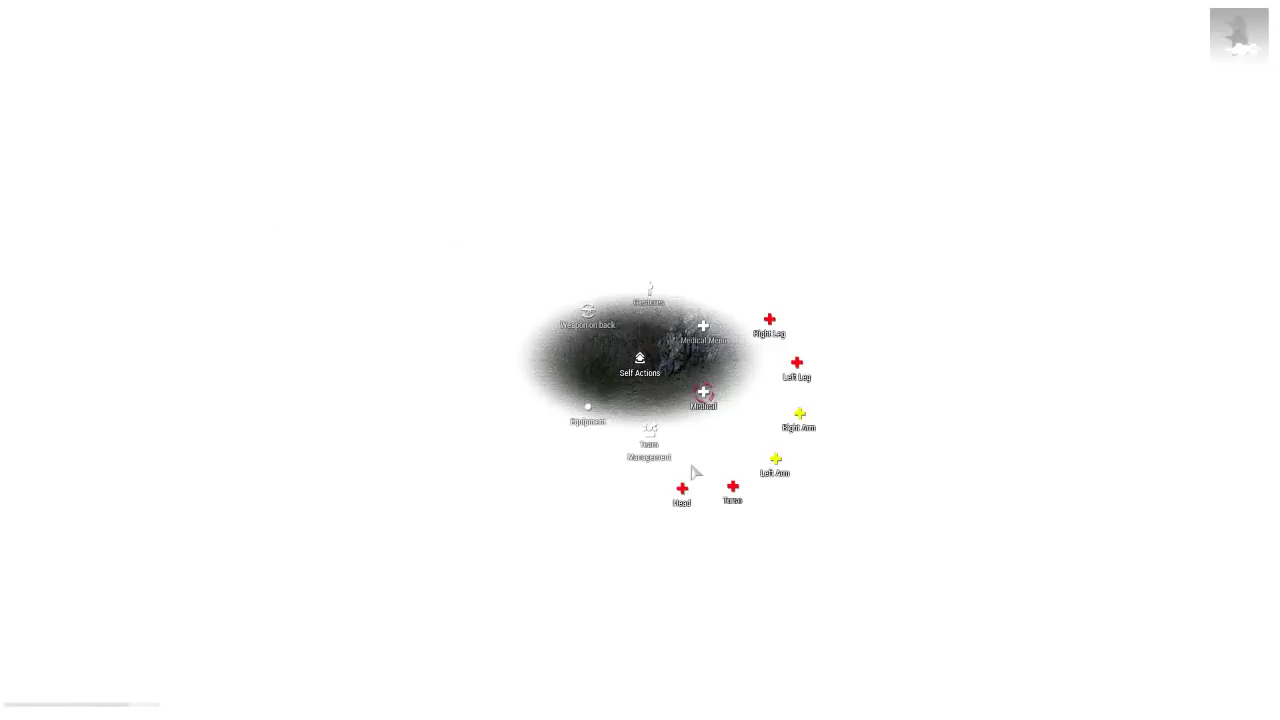 Gestures
Weapon on back
Right Leg
Medical Menu
Self Actions
Left Leg
Medical
Equipment
Right Arm
Team
Management
Left Arm
Head
Torso